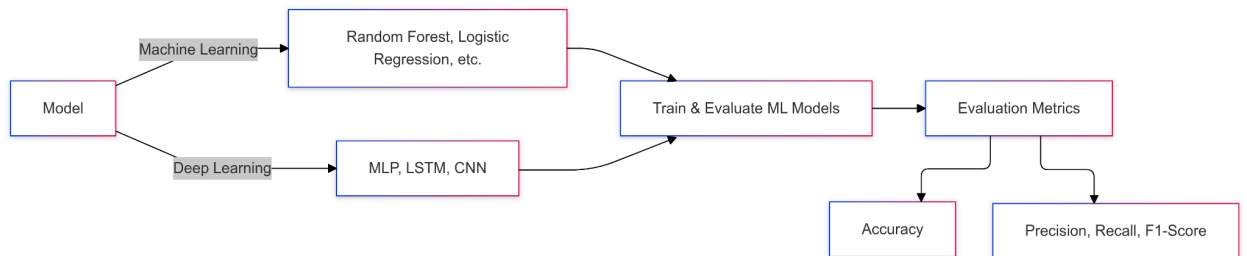 Machine Learning
Random Forest, Logistic
Regression, etc.
Model
Train & Evaluate ML Models
Evaluation Metrics
Deep Learning
MLP, LSTM, CNN
Accuracy
Precision, Recall, F1-Score